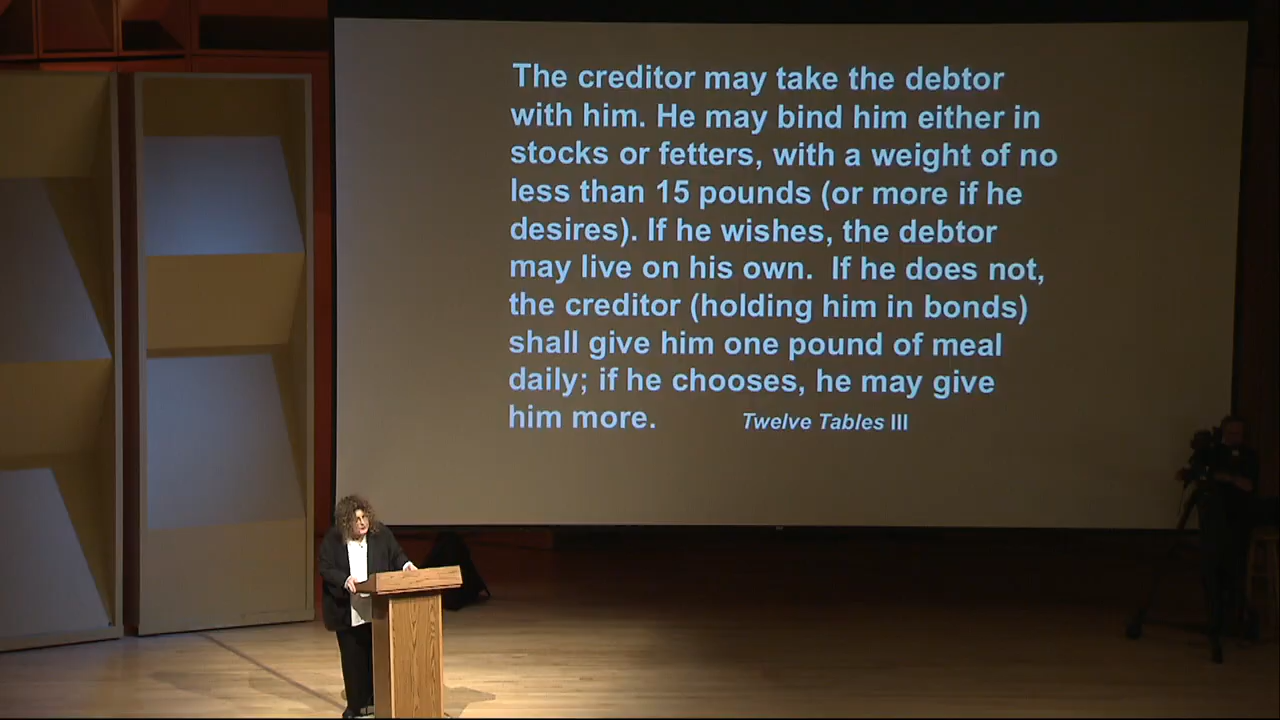 The creditor may take the debtor
with him. He may bind him either in
stocks or fetters, with a weight of no
less than 15 pounds (or more if he
desires). If he wishes, the debtor
may live on his own.  If he does not,
the creditor (holding him in bonds)
shall give him one pound of meal
daily; if he chooses, he may give
him more. Twelve Tables III